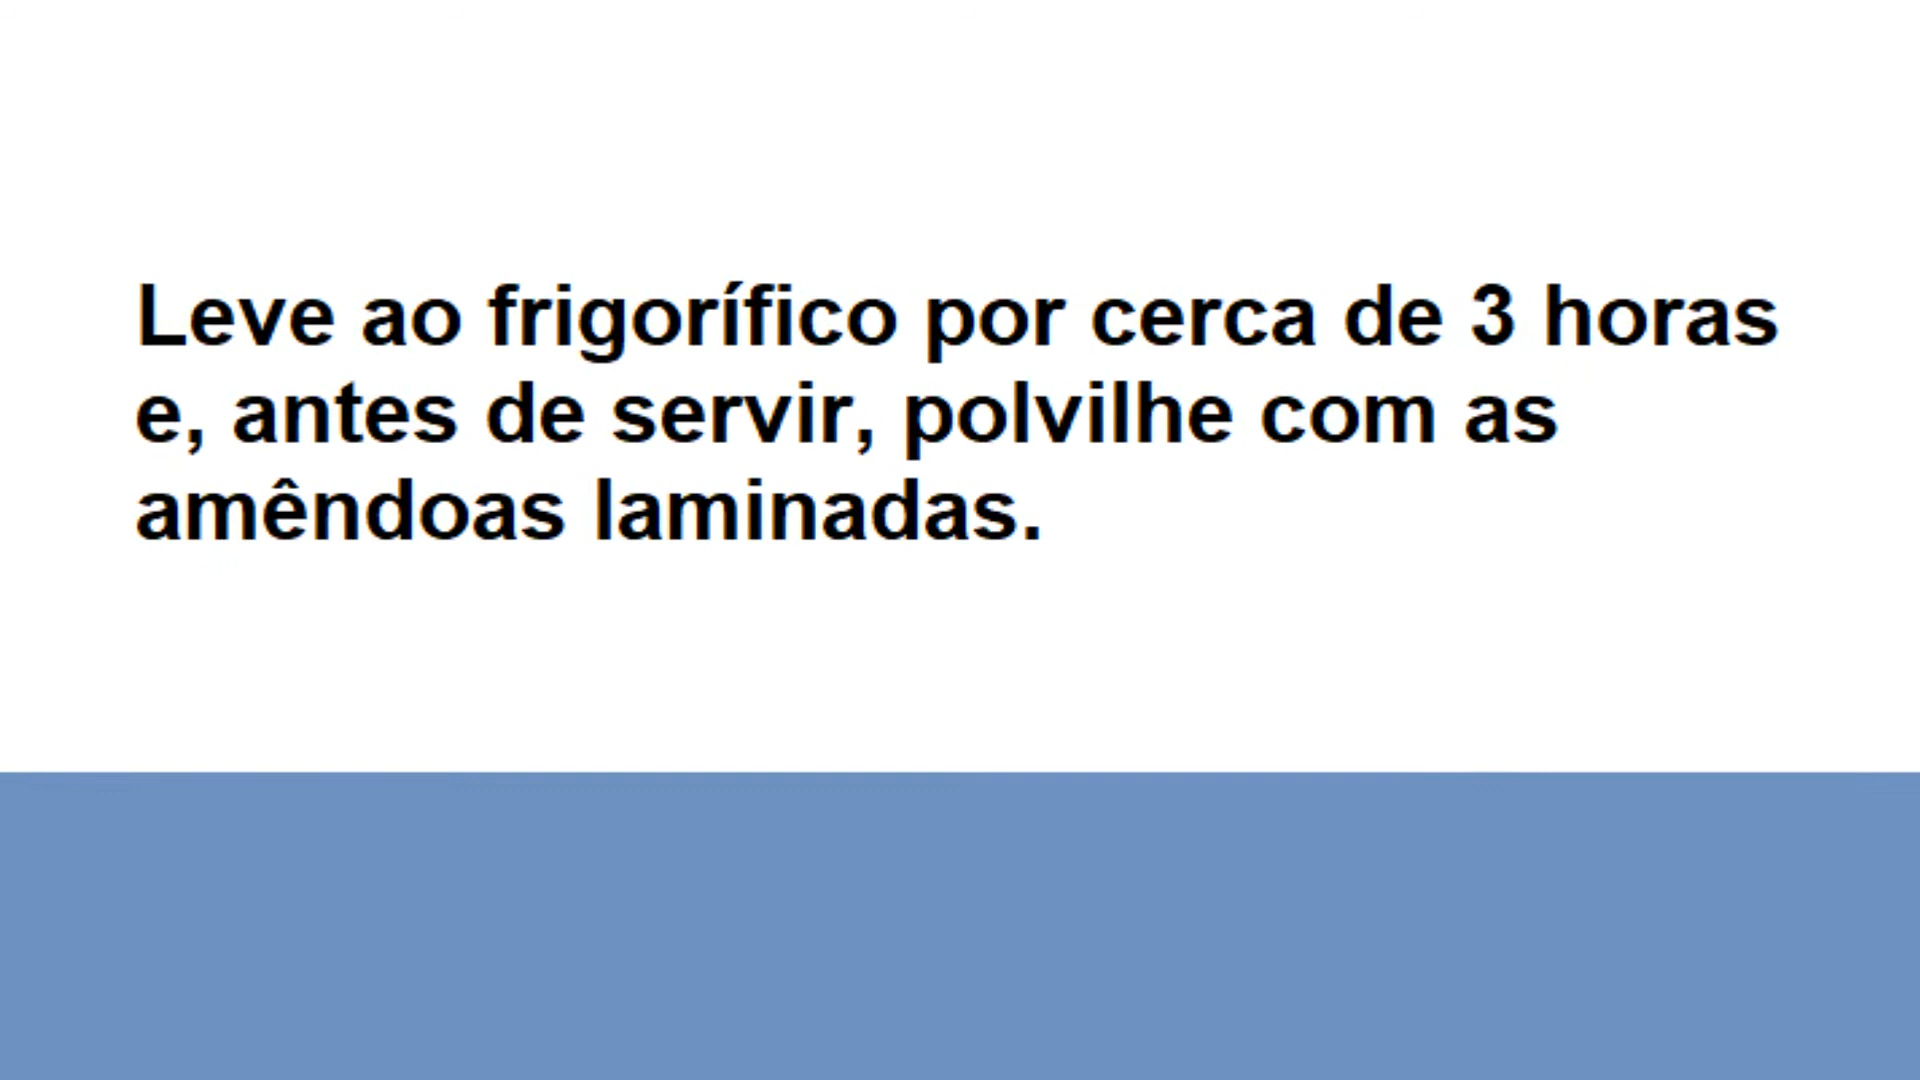 Leve ao frigorífico por cerca de 3 horas
e, antes de servir, polvilhe com as
amêndoas laminadas.